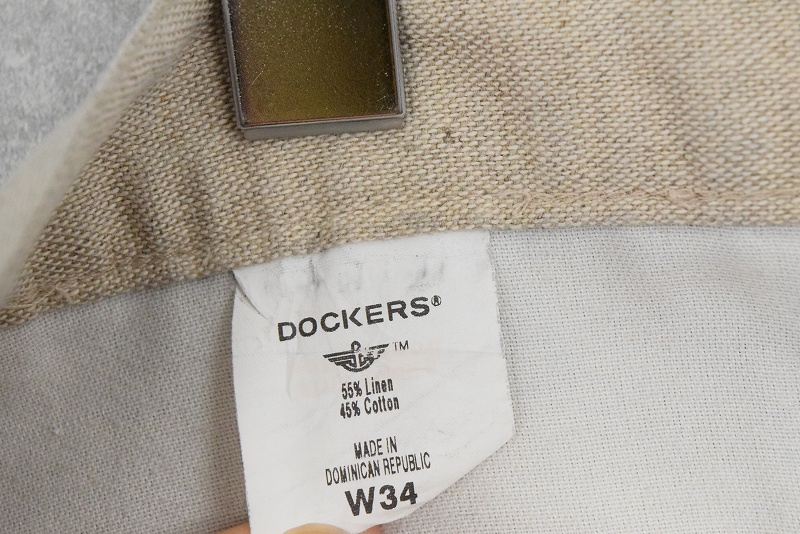 DOCKERS®
™
55% Linen
45% Cotton
MADE IN
DOMINICAN REPUBLIC
W34